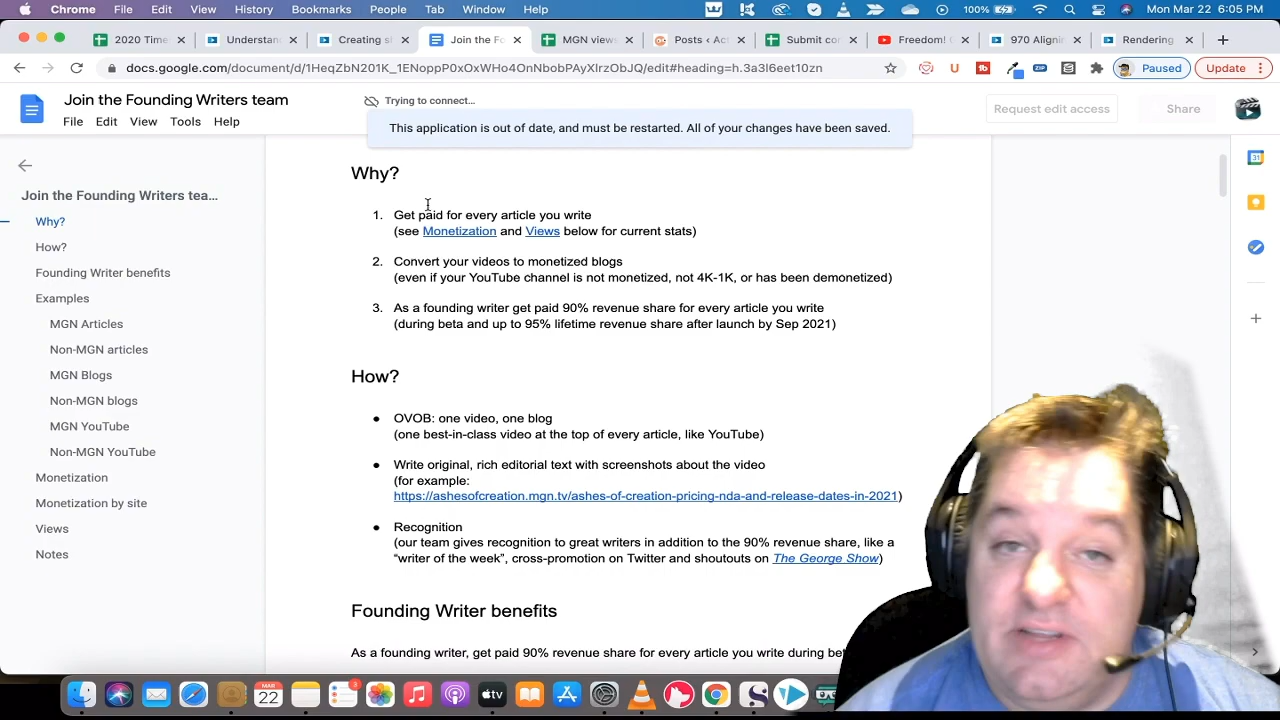 Chrome File Edit View History Bookmarks People Tab Window Help 100% Mon Mar 22 6:05 PM
2020 Time Understan Creating sl Join the Fo MGN views Posts ‹ Act Submit con Freedom! G 970 Alignin Rendering
docs.google.com/document/d/ Paused Update
Join the Founding Writers team
Trying to connect...
Request edit access Share
File Edit View Tools Help
This application is out of date, and must be restarted. All of your changes have been saved.
Join the Founding Writers tea...
Why?
How?
Founding Writer benefits
Examples
MGN Articles
Non-MGN articles
MGN Blogs
Non-MGN blogs
MGN YouTube
Non-MGN YouTube
Monetization
Monetization by site
Views
Notes
Why?
1. Get paid for every article you write
(see Monetization and Views below for current stats)
2. Convert your videos to monetized blogs
(even if your YouTube channel is not monetized, not 4K-1K, or has been demonetized)
3. As a founding writer get paid 90% revenue share for every article you write
(during beta and up to 95% lifetime revenue share after launch by Sep 2021)
How?
● OVOB: one video, one blog
(one best-in-class video at the top of every article, like YouTube)
● Write original, rich editorial text with screenshots about the video
(for example:
https://ashesofcreation.mgn.tv/ashes-of-creation-pricing-nda-and-release-dates-in-2021)
● Recognition
(our team gives recognition to great writers in addition to the 90% revenue share, like a
“writer of the week”, cross-promotion on Twitter and shoutouts on The George Show)
Founding Writer benefits
As a founding writer, get paid 90% revenue share for every article you write during
31
MAR
22
3
tv